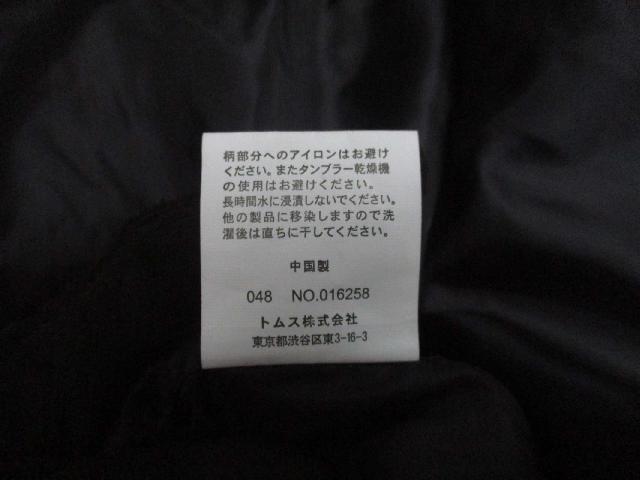 柄部分へのアイロンはお避け
ください。またタンブラー乾燥機
の使用はお避けください。
長時間水に浸漬しないでください。
他の製品に移染しますので洗
濯後は直ちに干してください。
中国製
048 NO.016258
トムス株式会社
東京都渋谷区東3-16-3